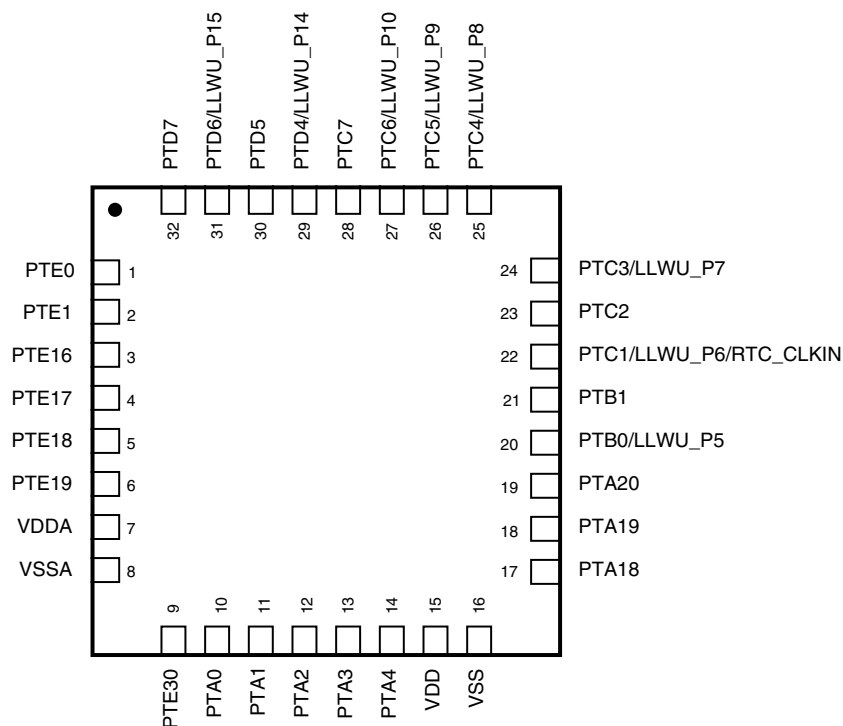 PTD7
PTD6/LLWU_P15
PTD5
PTD4/LLWU_P14
PTC7
PTC6/LLWU_P10
PTC5/LLWU_P9
PTC4/LLWU_P8
32
31
30
29
28
27
26
25
PTE0 1
PTE1 2
PTE16 3
PTE17 4
PTE18 5
PTE19 6
VDDA 7
VSSA 8
24 PTC3/LLWU_P7
23 PTC2
22 PTC1/LLWU_P6/RTC_CLKIN
21 PTB1
20 PTB0/LLWU_P5
19 PTA20
18 PTA19
17 PTA18
9
10
11
12
13
14
15
16
PTE30
PTA0
PTA1
PTA2
PTA3
PTA4
VDD
VSS